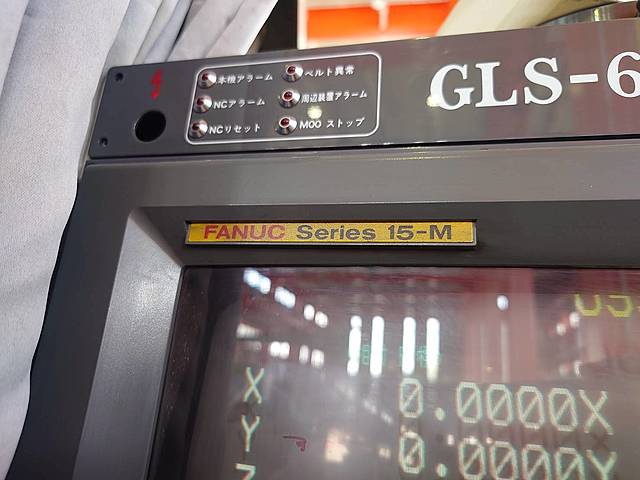 本機アラーム ベルト異常
NCアラーム 周辺装置アラーム
NCリセット M00 ストップ
GLS-6
FANUC Series 15-M
X 0.0000X
Y 0.0000Y
Z